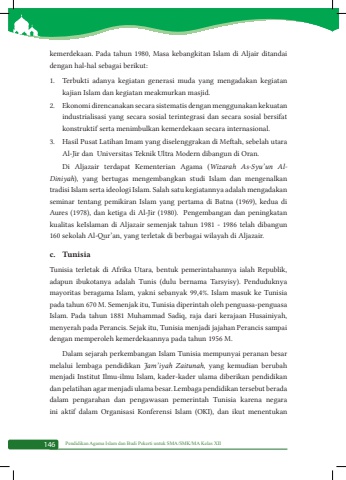 kemerdekaan. Pada tahun 1980, Masa kebangkitan Islam di Aljair ditandai
dengan hal-hal sebagai berikut:
1. Terbukti adanya kegiatan generasi muda yang mengadakan kegiatan
kajian Islam dan kegiatan meakmurkan masjid.
2. Ekonomi direncanakan secara sistematis dengan menggunakan kekuatan
industrialisasi yang secara sosial terintegrasi dan secara sosial bersifat
konstruktif serta menimbulkan kemerdekaan secara internasional.
3. Hasil Pusat Latihan Imam yang diselenggrakan di Meftah, sebelah utara
Al-Jir dan Universitas Teknik Ultra Modern dibangun di Oran.
Di Aljazair terdapat Kementerian Agama (Wizarah As-Syu'un Al-
Diniyah), yang bertugas mengembangkan studi Islam dan mengenalkan
tradisi Islam serta ideologi Islam. Salah satu kegiatannya adalah mengadakan
seminar tentang pemikiran Islam yang pertama di Batna (1969), kedua di
Aures (1978), dan ketiga di Al-Jir (1980). Pengembangan dan peningkatan
kualitas keIslaman di Aljazair semenjak tahun 1981 - 1986 telah dibangun
160 sekolah Al-Qur'an, yang terletak di berbagai wilayah di Aljazair.
c. Tunisia
Tunisia terletak di Afrika Utara, bentuk pemerintahannya ialah Republik,
adapun ibukotanya adalah Tunis (dulu bernama Tarsyisy). Penduduknya
mayoritas beragama Islam, yakni sebanyak 99,4%. Islam masuk ke Tunisia
pada tahun 670 M. Semenjak itu, Tunisia diperintah oleh penguasa-penguasa
Islam. Pada tahun 1881 Muhammad Sadiq, raja dari kerajaan Husainiyah,
menyerah pada Perancis. Sejak itu, Tunisia menjadi jajahan Perancis sampai
dengan memperoleh kemerdekaannya pada tahun 1956 M.
Dalam sejarah perkembangan Islam Tunisia mempunyai peranan besar
melalui lembaga pendidikan Jam'iyah Zaitunah, yang kemudian berubah
menjadi Institut Ilmu-ilmu Islam, kader-kader ulama diberikan pendidikan
dan pelatihan agar menjadi ulama besar. Lembaga pendidikan tersebut berada
dalam pengarahan dan pengawasan pemerintah Tunisia karena negara
ini aktif dalam Organisasi Konferensi Islam (OKI), dan ikut menentukan
146 Pendidikan Agama Islam dan Budi Pekerti untuk SMA/SMK/MA Kelas XII